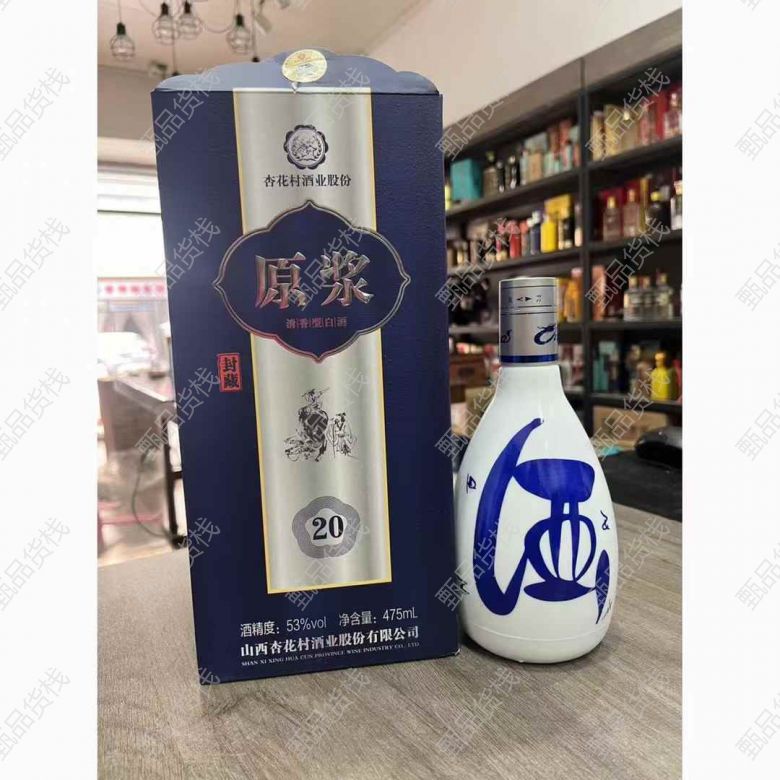 杏花村酒业股份
原浆
清香型白酒
封藏
20
酒精度：53%vol 净含量：475mL
山西杏花村酒业股份有限公司
SHAN XI XING HUA CUN PROVINCE WINE INDUSTRY CO., LTD
酒
甄品货栈